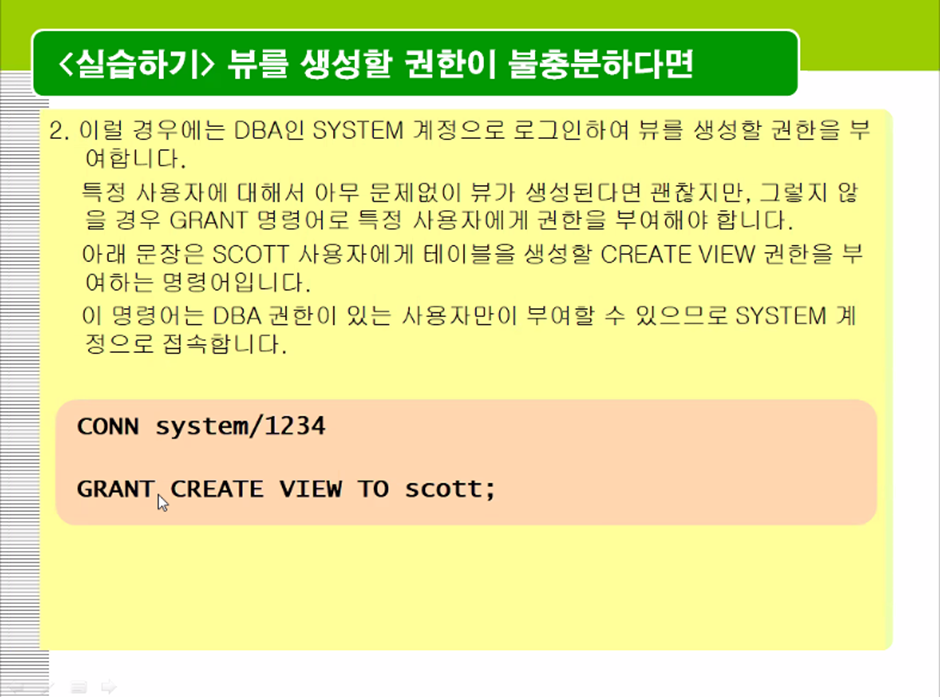 <실습하기> 뷰를 생성할 권한이 불충분하다면
2. 이럴 경우에는 DBA인 SYSTEM 계정으로 로그인하여 뷰를 생성할 권한을 부
여합니다.
특정 사용자에 대해서 아무 문제없이 뷰가 생성된다면 괜찮지만, 그렇지 않
을 경우 GRANT 명령어로 특정 사용자에게 권한을 부여해야 합니다.
아래 문장은 SCOTT 사용자에게 테이블을 생성할 CREATE VIEW 권한을 부
여하는 명령어입니다.
이 명령어는 DBA 권한이 있는 사용자만이 부여할 수 있으므로 SYSTEM 계
정으로 접속합니다.
CONN system/1234
GRANT CREATE VIEW TO scott;